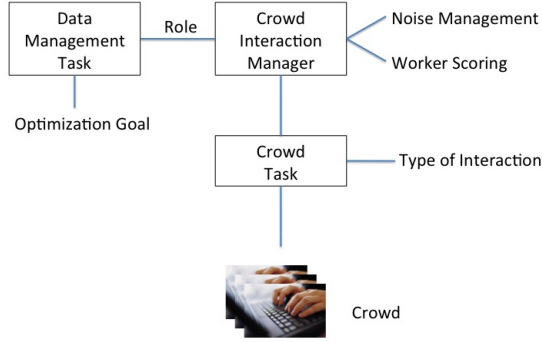 Data
Management
Task
Role
Crowd
Interaction
Manager
Noise Management
Worker Scoring
Optimization Goal
Crowd
Task
Type of Interaction
Crowd